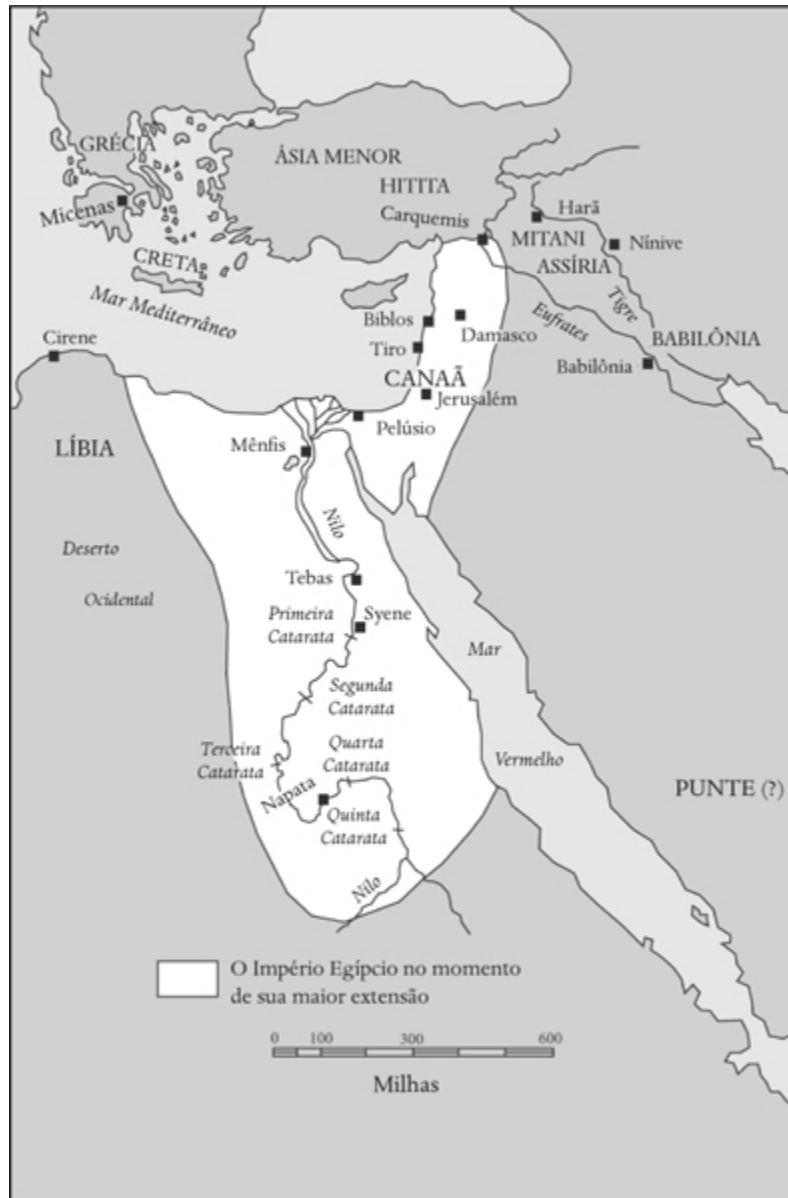 GRÉCIA
ÁSIA MENOR
HITITA
Micenas
Carquemis
Harã
MITANI
Nínive
ASSÍRIA
CRETA
Mar Mediterrâneo
Tigre
Eufrates
Biblos
Damasco
BABILÔNIA
Cirene
Tiro
Babilônia
CANAÃ
Jerusalém
Pelúsio
LÍBIA
Mênfis
Nilo
Deserto
Ocidental
Tebas
Primeira
Catarata
Syene
Mar
Segunda
Catarata
Terceira
Catarata
Quarta
Catarata
Vermelho
Napata
PUNTE (?)
Quinta
Catarata
Nilo
O Império Egípcio no momento
de sua maior extensão
0 100 300 600
Milhas